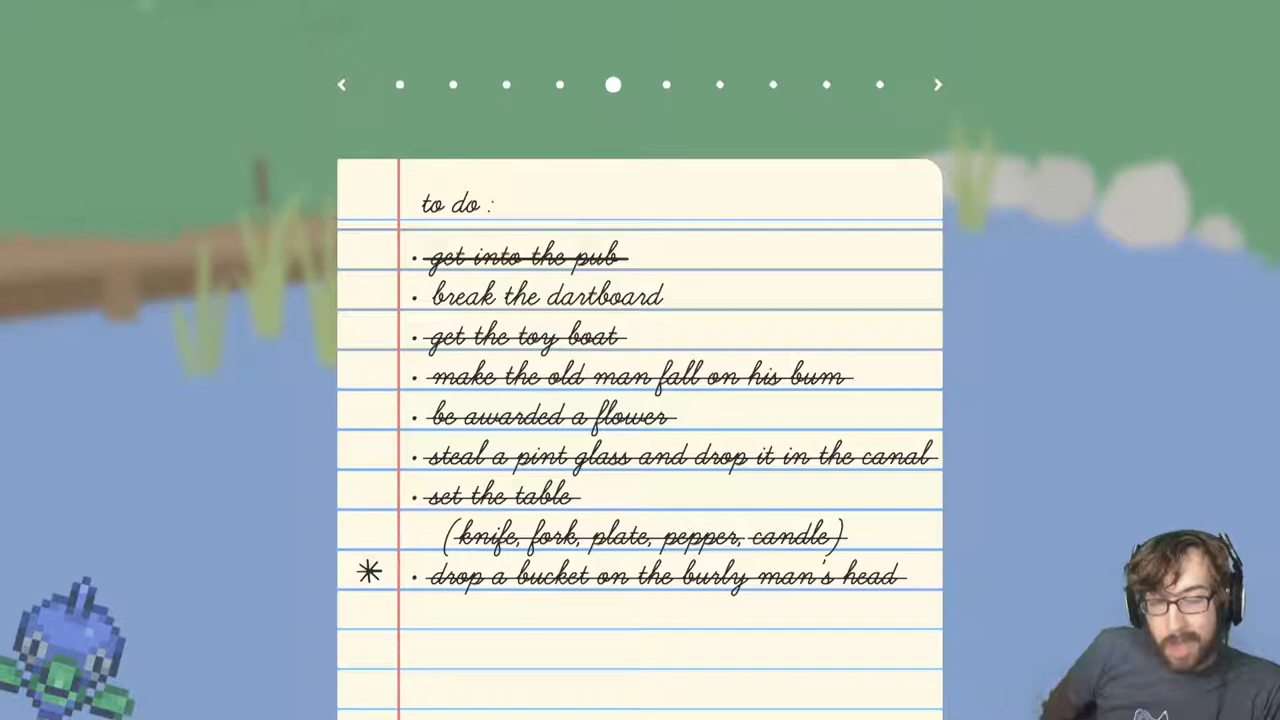 to do :
• get into the pub
• break the dartboard
• get the toy boat
• make the old man fall on his bum
• be awarded a flower
• steal a pint glass and drop it in the canal
• set the table
(knife, fork, plate, pepper, candle)
• drop a bucket on the burly man's head